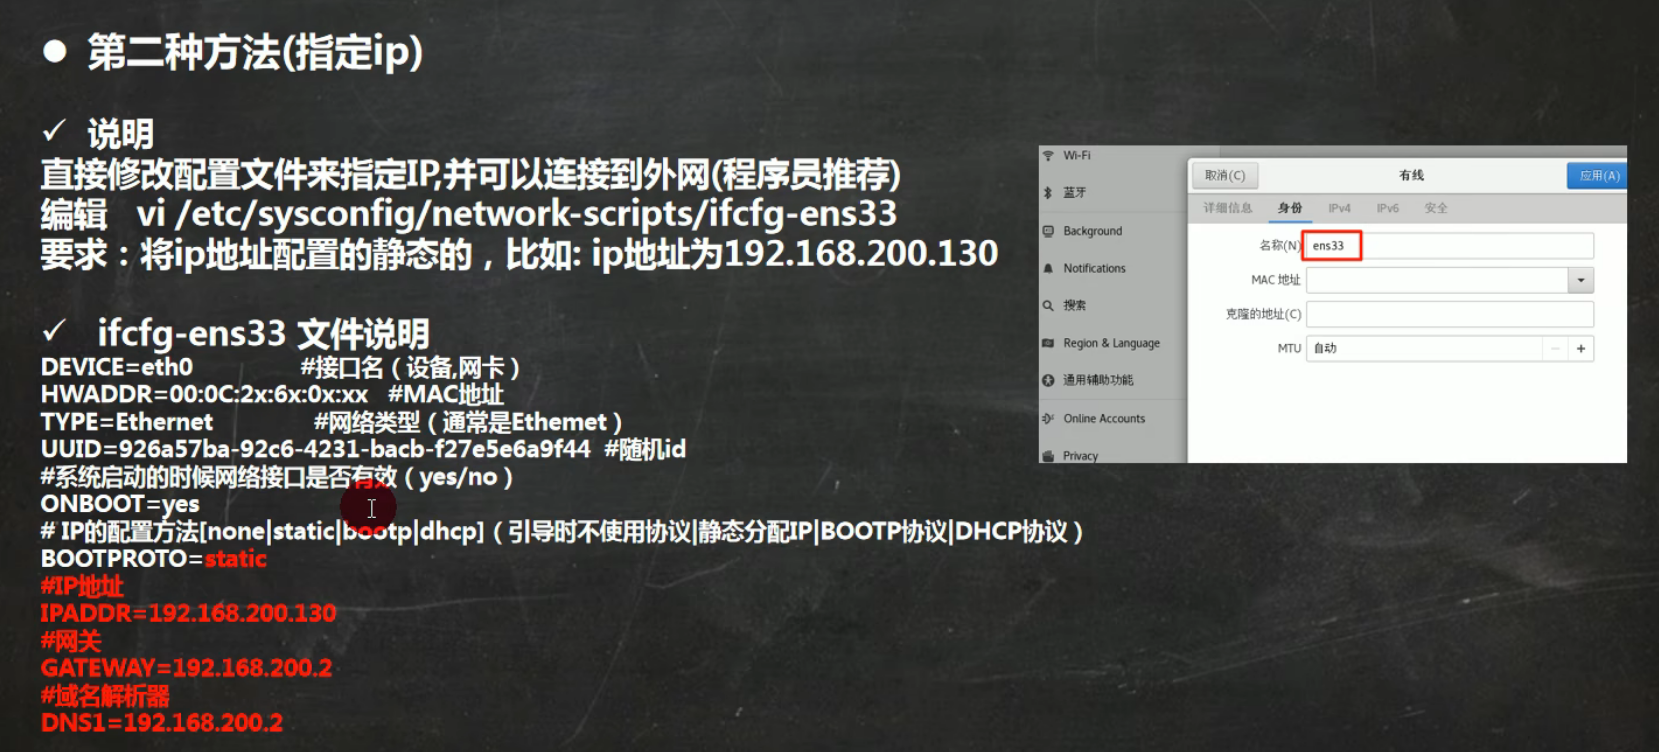 ● 第二种方法(指定ip)
✓ 说明
直接修改配置文件来指定IP,并可以连接到外网(程序员推荐)
编辑 vi /etc/sysconfig/network-scripts/ifcfg-ens33
要求：将ip地址配置的静态的，比如: ip地址为192.168.200.130
✓ ifcfg-ens33 文件说明
DEVICE=eth0 #接口名（设备,网卡）
HWADDR=00:0C:2x:6x:0x:xx #MAC地址
TYPE=Ethernet #网络类型（通常是Ethemet）
UUID=926a57ba-92c6-4231-bacb-f27e5e6a9f44 #随机id
#系统启动的时候网络接口是否有效（yes/no）
ONBOOT=yes
# IP的配置方法[none|static|bootp|dhcp]（引导时不使用协议|静态分配IP|BOOTP协议|DHCP协议）
BOOTPROTO=static
#IP地址
IPADDR=192.168.200.130
#网关
GATEWAY=192.168.200.2
#域名解析器
DNS1=192.168.200.2
Wi-Fi
蓝牙
Background
Notifications
搜索
Region & Language
通用辅助功能
Online Accounts
Privacy
取消(C) 有线 应用(A)
详细信息 身份 IPv4 IPv6 安全
名称(N) ens33
MAC 地址
克隆的地址(C)
MTU 自动 − +